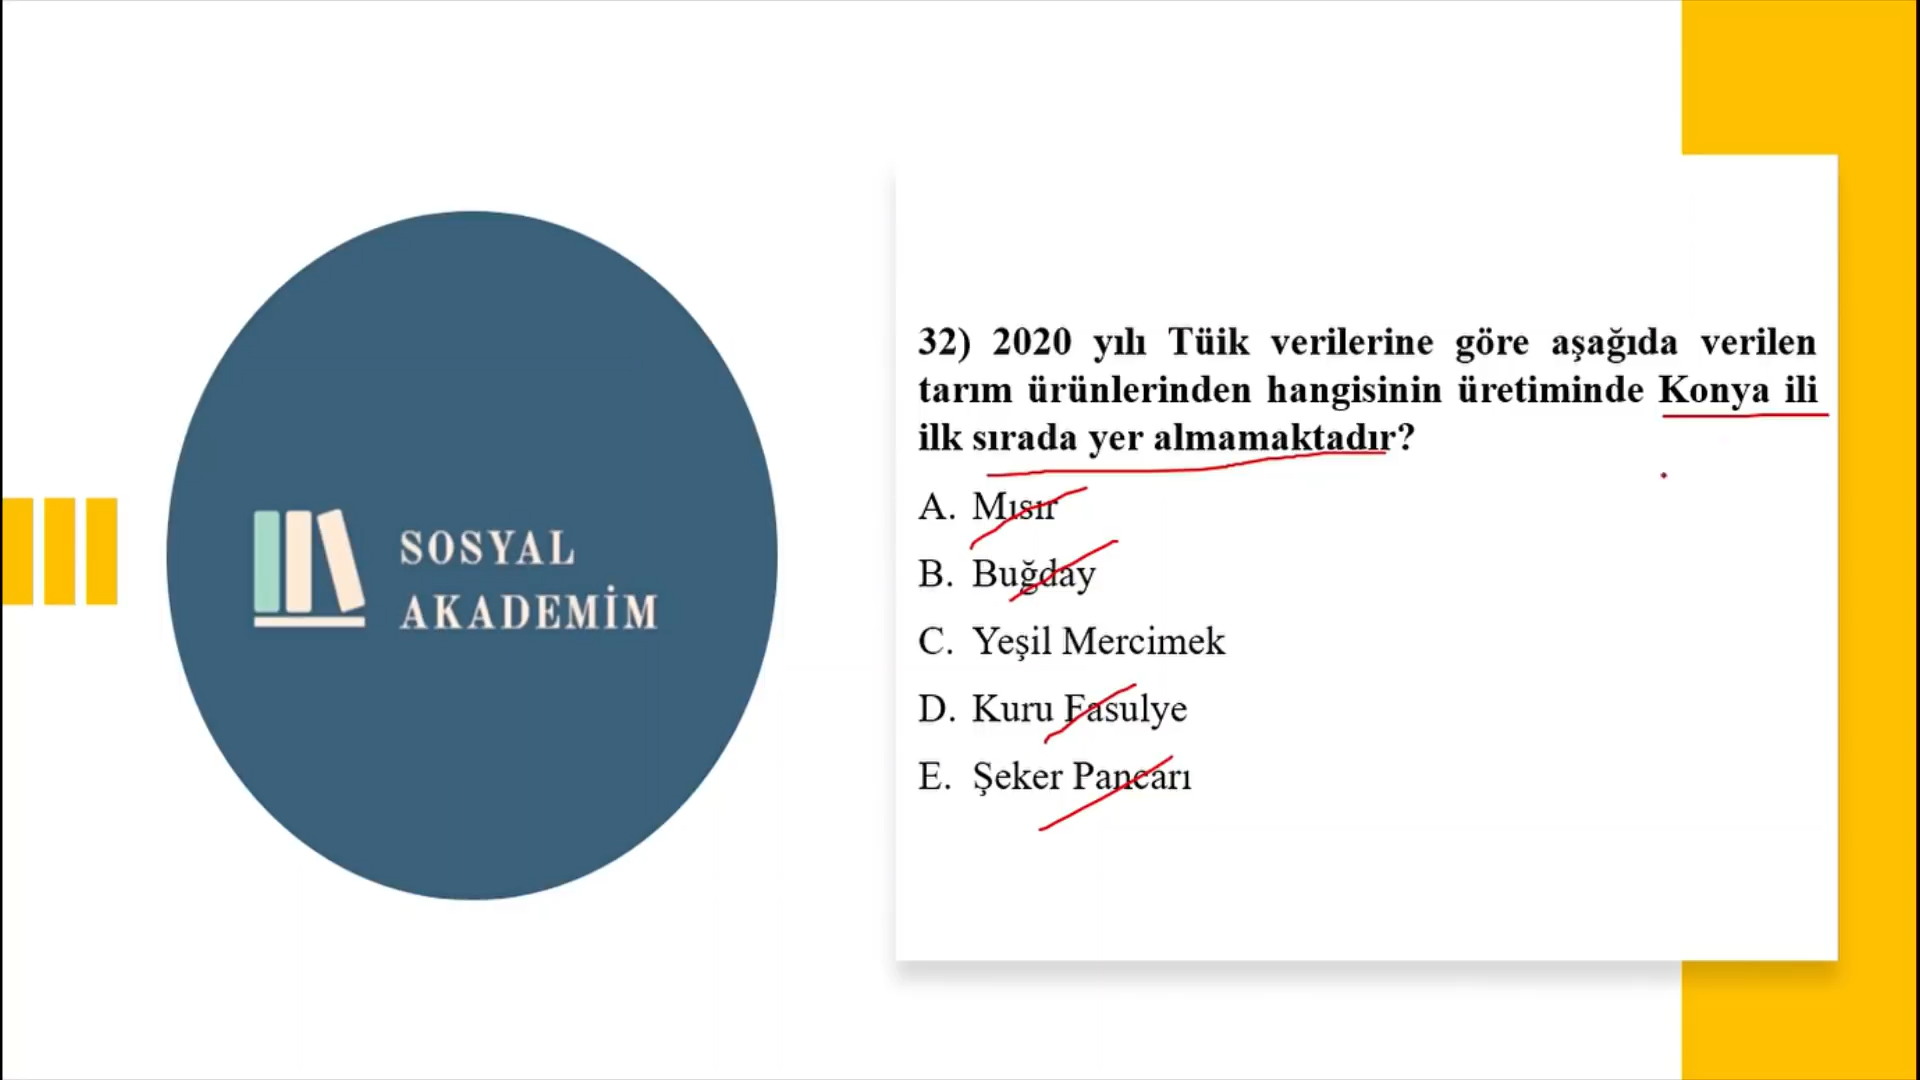 SOSYAL
AKADEMİM
32) 2020 yılı Tüik verilerine göre aşağıda verilen
tarım ürünlerinden hangisinin üretiminde Konya ili
ilk sırada yer almamaktadır?
A. Mısır
B. Buğday
C. Yeşil Mercimek
D. Kuru Fasulye
E. Şeker Pancarı